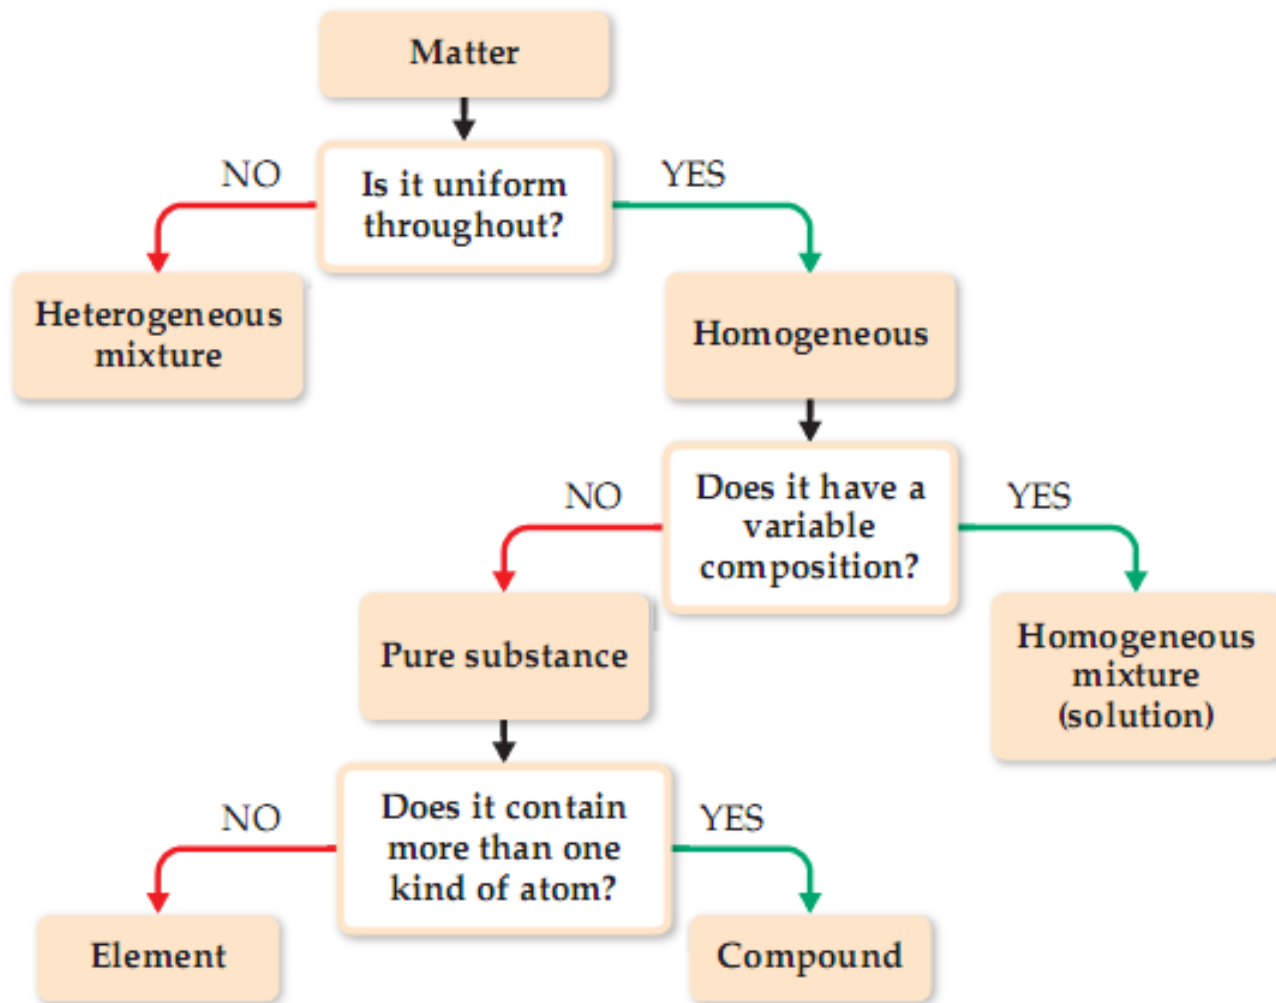 Matter
NO
Is it uniform
throughout?
YES
Heterogeneous
mixture
Homogeneous
NO
Does it have a
variable
composition?
YES
Pure substance
Homogeneous
mixture
(solution)
NO
Does it contain
more than one
kind of atom?
YES
Element
Compound